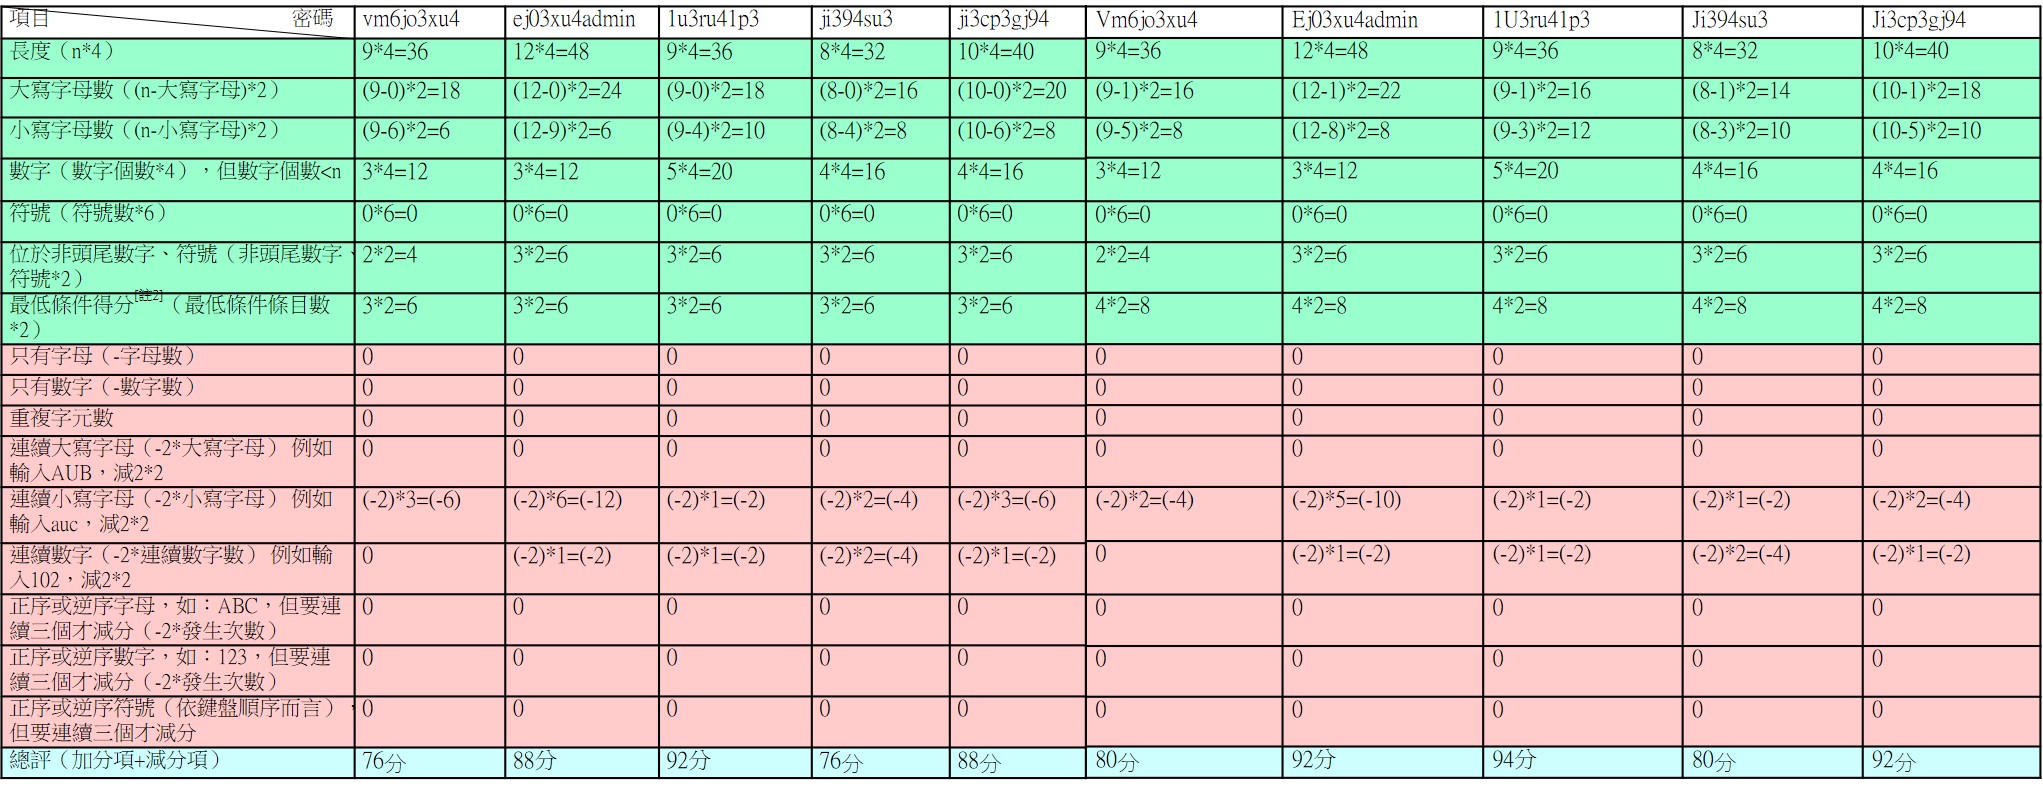 項目 密碼 vm6jo3xu4 ej03xu4admin 1u3ru41p3 ji394su3 ji3cp3gj94 Vm6jo3xu4 Ej03xu4admin 1U3ru41p3 Ji394su3 Ji3cp3gj94
長度（n*4） 9*4=36 12*4=48 9*4=36 8*4=32 10*4=40 9*4=36 12*4=48 9*4=36 8*4=32 10*4=40
大寫字母數（(n-大寫字母)*2） (9-0)*2=18 (12-0)*2=24 (9-0)*2=18 (8-0)*2=16 (10-0)*2=20 (9-1)*2=16 (12-1)*2=22 (9-1)*2=16 (8-1)*2=14 (10-1)*2=18
小寫字母數（(n-小寫字母)*2） (9-6)*2=6 (12-9)*2=6 (9-4)*2=10 (8-4)*2=8 (10-6)*2=8 (9-5)*2=8 (12-8)*2=8 (9-3)*2=12 (8-3)*2=10 (10-5)*2=10
數字（數字個數*4），但數字個數<n 3*4=12 3*4=12 5*4=20 4*4=16 4*4=16 3*4=12 3*4=12 5*4=20 4*4=16 4*4=16
符號（符號數*6） 0*6=0 0*6=0 0*6=0 0*6=0 0*6=0 0*6=0 0*6=0 0*6=0 0*6=0 0*6=0
位於非頭尾數字、符號（非頭尾數字、 2*2=4 3*2=6 3*2=6 3*2=6 3*2=6 2*2=4 3*2=6 3*2=6 3*2=6 3*2=6
符號*2）
最低條件得分[註2]（最低條件條目數 3*2=6 3*2=6 3*2=6 3*2=6 3*2=6 4*2=8 4*2=8 4*2=8 4*2=8 4*2=8
*2）
只有字母（-字母數） 0 0 0 0 0 0 0 0 0 0
只有數字（-數字數） 0 0 0 0 0 0 0 0 0 0
重複字元數 0 0 0 0 0 0 0 0 0 0
連續大寫字母（-2*大寫字母） 例如 0 0 0 0 0 0 0 0 0 0
輸入AUB，減2*2
連續小寫字母（-2*小寫字母） 例如 (-2)*3=(-6) (-2)*6=(-12) (-2)*1=(-2) (-2)*2=(-4) (-2)*3=(-6) (-2)*2=(-4) (-2)*5=(-10) (-2)*1=(-2) (-2)*1=(-2) (-2)*2=(-4)
輸入auc，減2*2
連續數字（-2*連續數字數） 例如輸 0 (-2)*1=(-2) (-2)*1=(-2) (-2)*2=(-4) (-2)*1=(-2) 0 (-2)*1=(-2) (-2)*1=(-2) (-2)*2=(-4) (-2)*1=(-2)
入102，減2*2
正序或逆序字母，如：ABC，但要連 0 0 0 0 0 0 0 0 0 0
續三個才減分（-2*發生次數）
正序或逆序數字，如：123，但要連 0 0 0 0 0 0 0 0 0 0
續三個才減分（-2*發生次數）
正序或逆序符號（依鍵盤順序而言）， 0 0 0 0 0 0 0 0 0 0
但要連續三個才減分
總評（加分項+減分項） 76分 88分 92分 76分 88分 80分 92分 94分 80分 92分